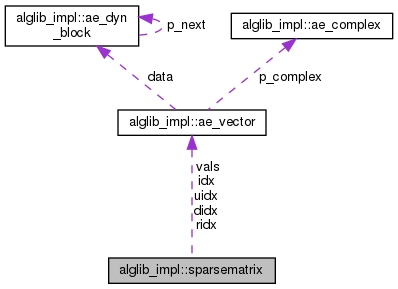 alglib_impl::ae_dyn
_block
p_next
alglib_impl::ae_complex
data
p_complex
alglib_impl::ae_vector
vals
idx
uidx
didx
ridx
alglib_impl::sparsematrix